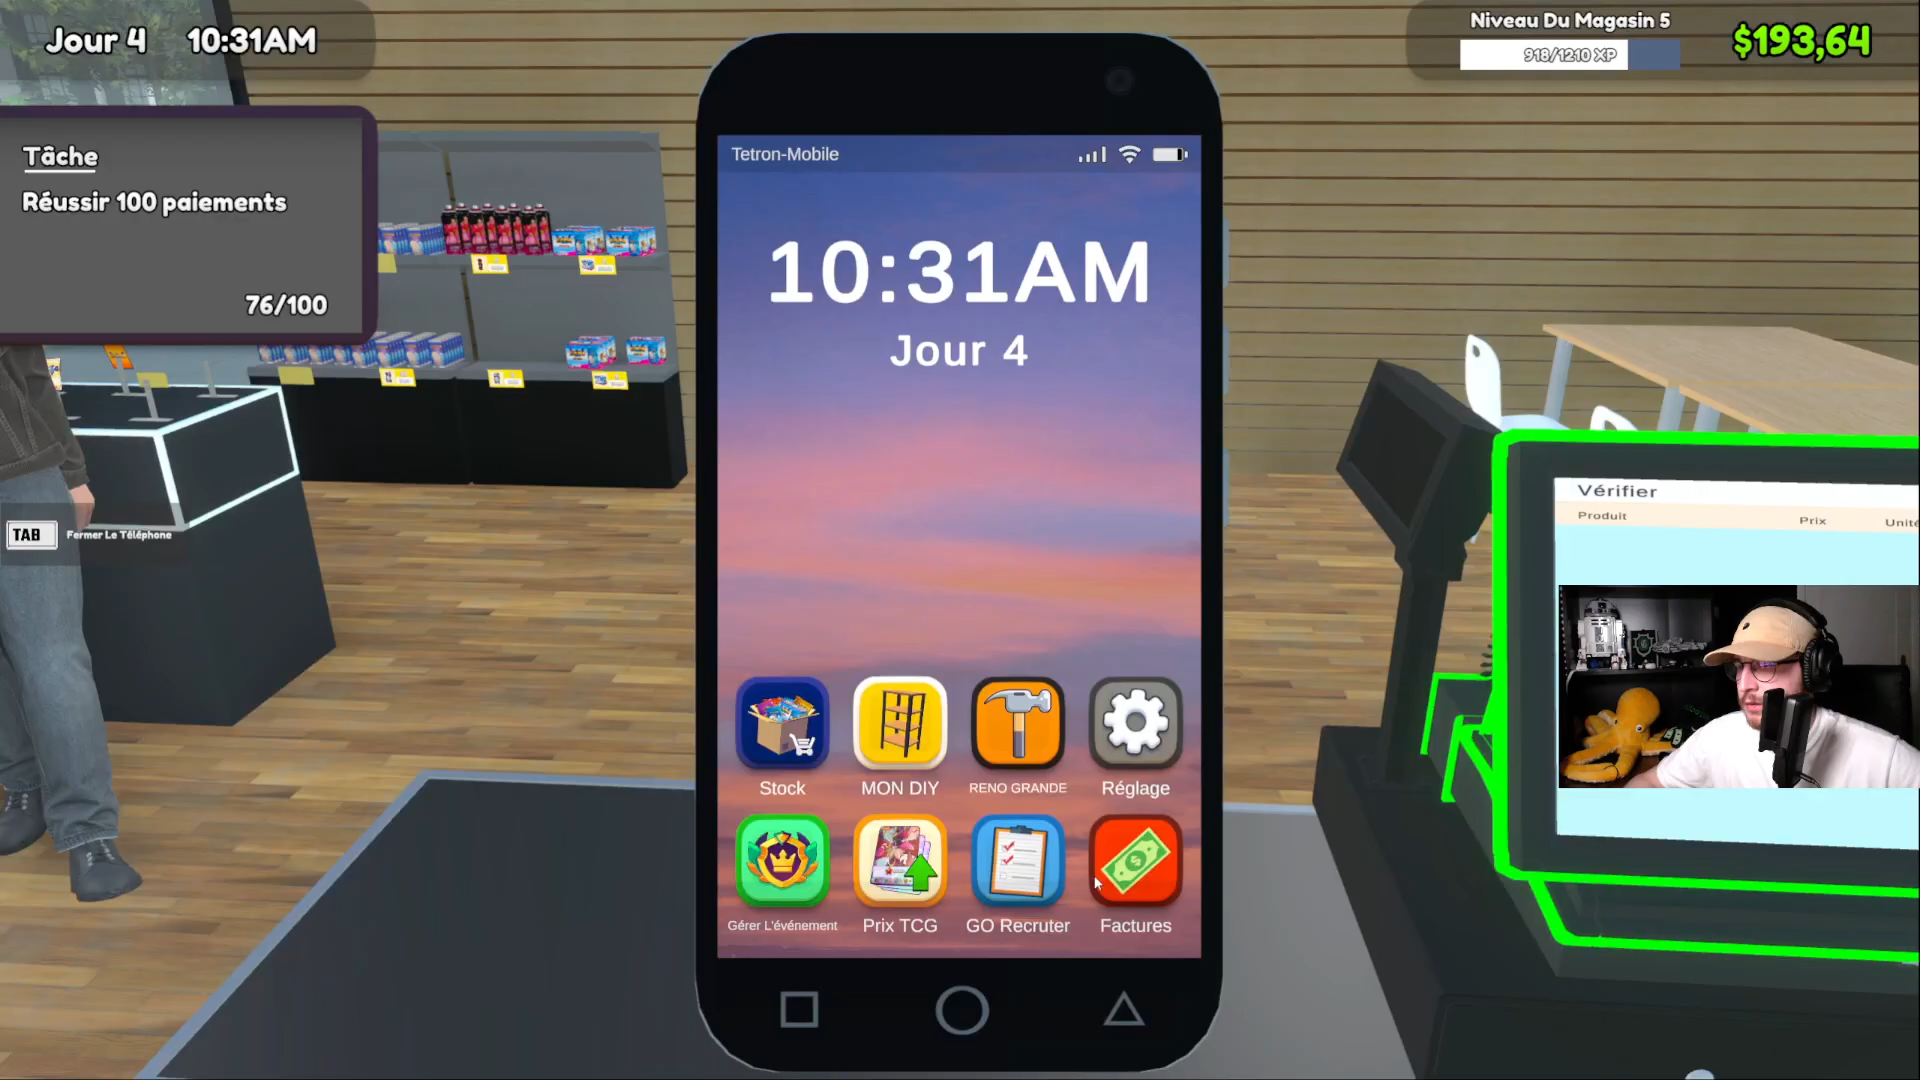 Jour 4 10:31AM
Niveau Du Magasin 5
918/1210 XP
$193,64
Tâche
Réussir 100 paiements
76/100
TAB Fermer Le Téléphone
Tetron-Mobile
10:31AM
Jour 4
Stock
MON DIY
RENO GRANDE
Réglage
Gérer L'événement
Prix TCG
GO Recruter
Factures
Vérifier
Produit Prix Unité